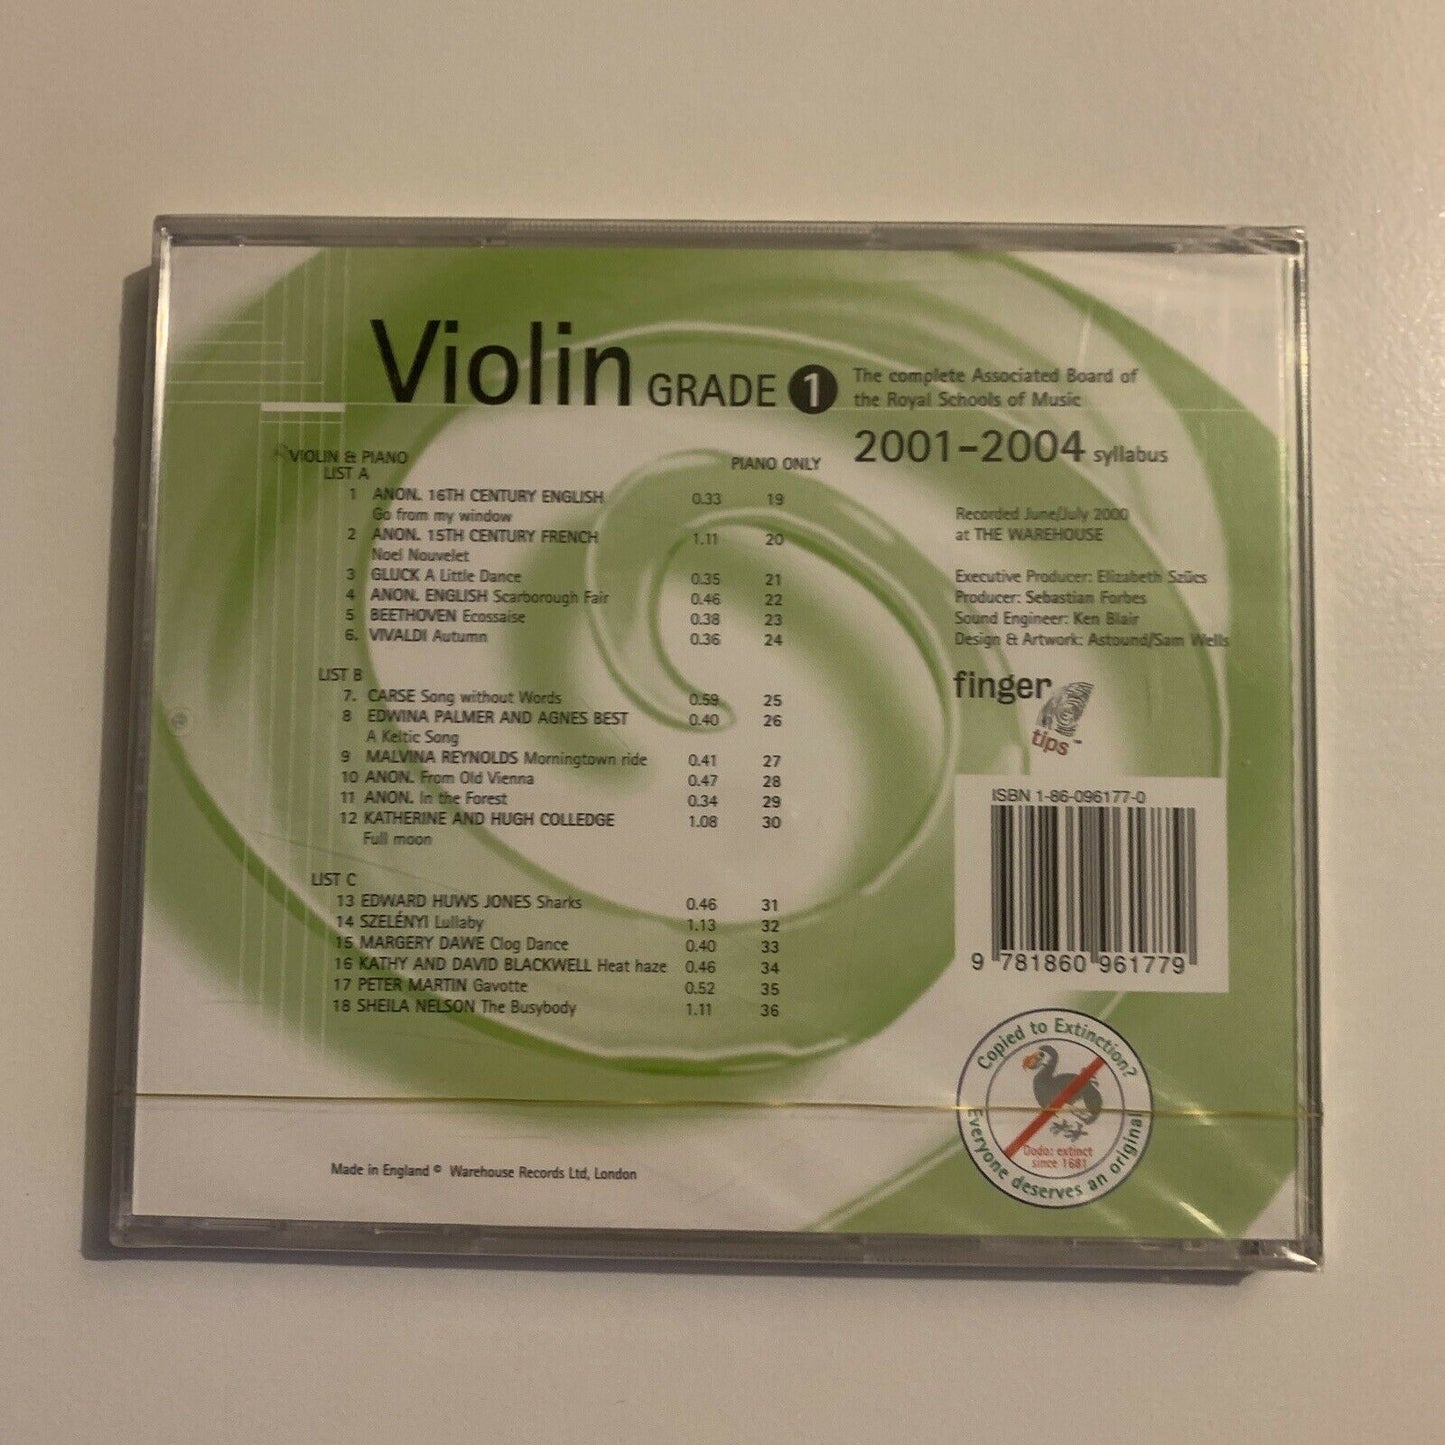 Violin GRADE 1
The complete Associated Board of
the Royal Schools of Music
2001-2004 syllabus
VIOLIN & PIANO
LIST A
PIANO ONLY
1 ANON. 16TH CENTURY ENGLISH 0.33 19
Go from my window
2 ANON. 15TH CENTURY FRENCH 1.11 20
Noel Nouvelet
3 GLUCK A Little Dance 0.35 21
4 ANON. ENGLISH Scarborough Fair 0.46 22
5 BEETHOVEN Ecossaise 0.38 23
6. VIVALDI Autumn 0.36 24
LIST B
7. CARSE Song without Words 0.59 25
8 EDWINA PALMER AND AGNES BEST 0.40 26
A Keltic Song
9 MALVINA REYNOLDS Morningtown ride 0.41 27
10 ANON. From Old Vienna 0.47 28
11 ANON. In the Forest 0.34 29
12 KATHERINE AND HUGH COLLEDGE 1.08 30
Full moon
LIST C
13 EDWARD HUWS JONES Sharks 0.46 31
14 SZELÉNYI Lullaby 1.13 32
15 MARGERY DAWE Clog Dance 0.40 33
16 KATHY AND DAVID BLACKWELL Heat haze 0.46 34
17 PETER MARTIN Gavotte 0.52 35
18 SHEILA NELSON The Busybody 1.11 36
Recorded June/July 2000
at THE WAREHOUSE
Executive Producer: Elizabeth Szűcs
Producer: Sebastian Forbes
Sound Engineer: Ken Blair
Design & Artwork: Astound/Sam Wells
finger
tips™
ISBN 1-86-096177-0
9 781860 961779
Copied to Extinction?
Dodo: extinct
since 1681
Everyone deserves an original
Made in England © Warehouse Records Ltd, London